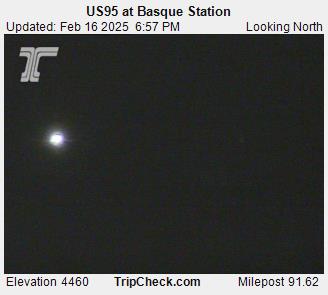 US95 at Basque Station
Updated: Feb 16 2025 6:57 PM Looking North
Elevation 4460 TripCheck.com Milepost 91.62